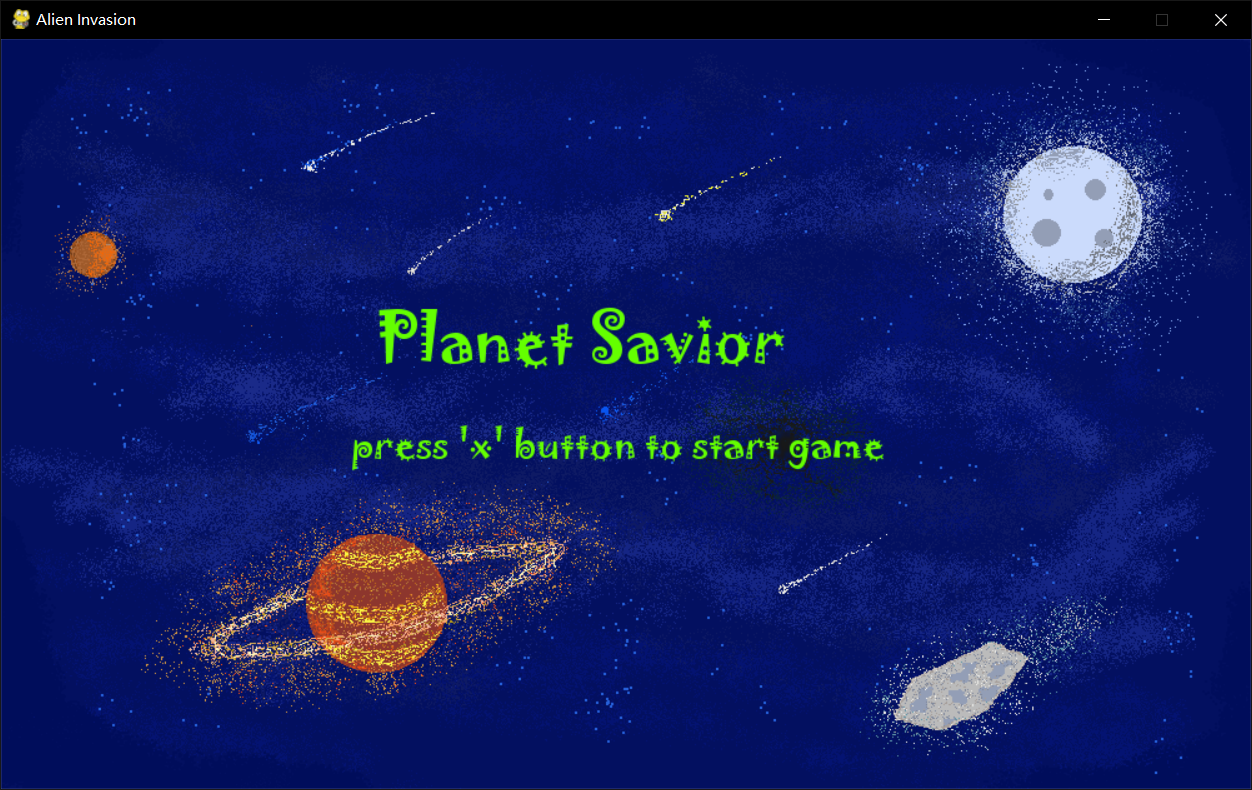 Alien Invasion
Planet Savior
press 'x' button to start game